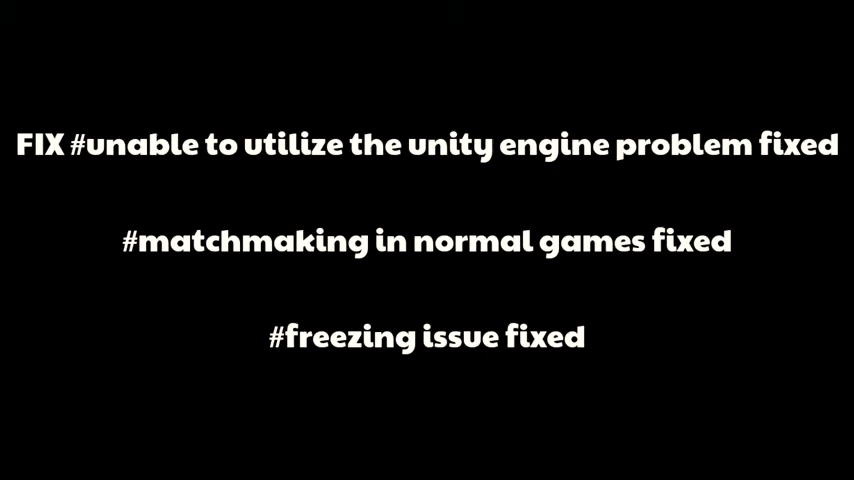 FIX #unable to utilize the unity engine problem fixed
#matchmaking in normal games fixed
#freezing issue fixed